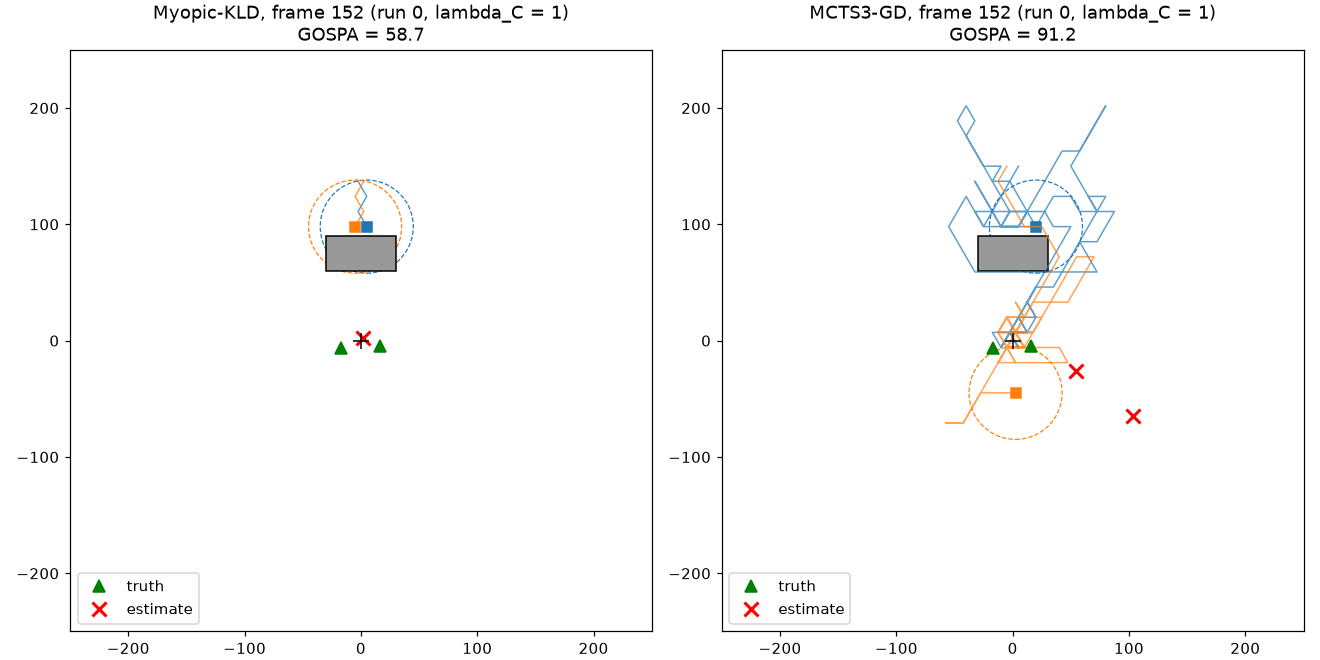 Myopic-KLD, frame 152 (run 0, lambda_C = 1)
GOSPA = 58.7
200
100
0
−100
−200
−200
−100
0
100
200
truth
estimate
MCTS3-GD, frame 152 (run 0, lambda_C = 1)
GOSPA = 91.2
200
100
0
−100
−200
−200
−100
0
100
200
truth
estimate